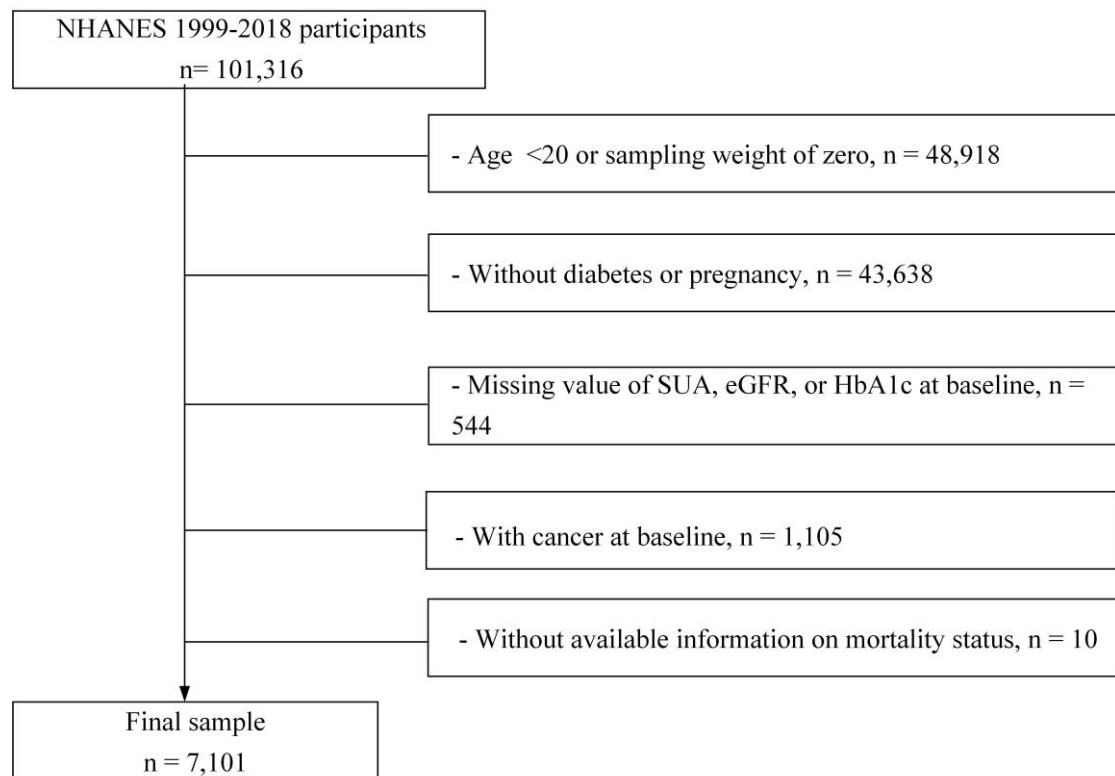 NHANES 1999-2018 participants
n= 101,316
- Age <20 or sampling weight of zero, n = 48,918
- Without diabetes or pregnancy, n = 43,638
- Missing value of SUA, eGFR, or HbA1c at baseline, n =
544
- With cancer at baseline, n = 1,105
- Without available information on mortality status, n = 10
Final sample
n = 7,101